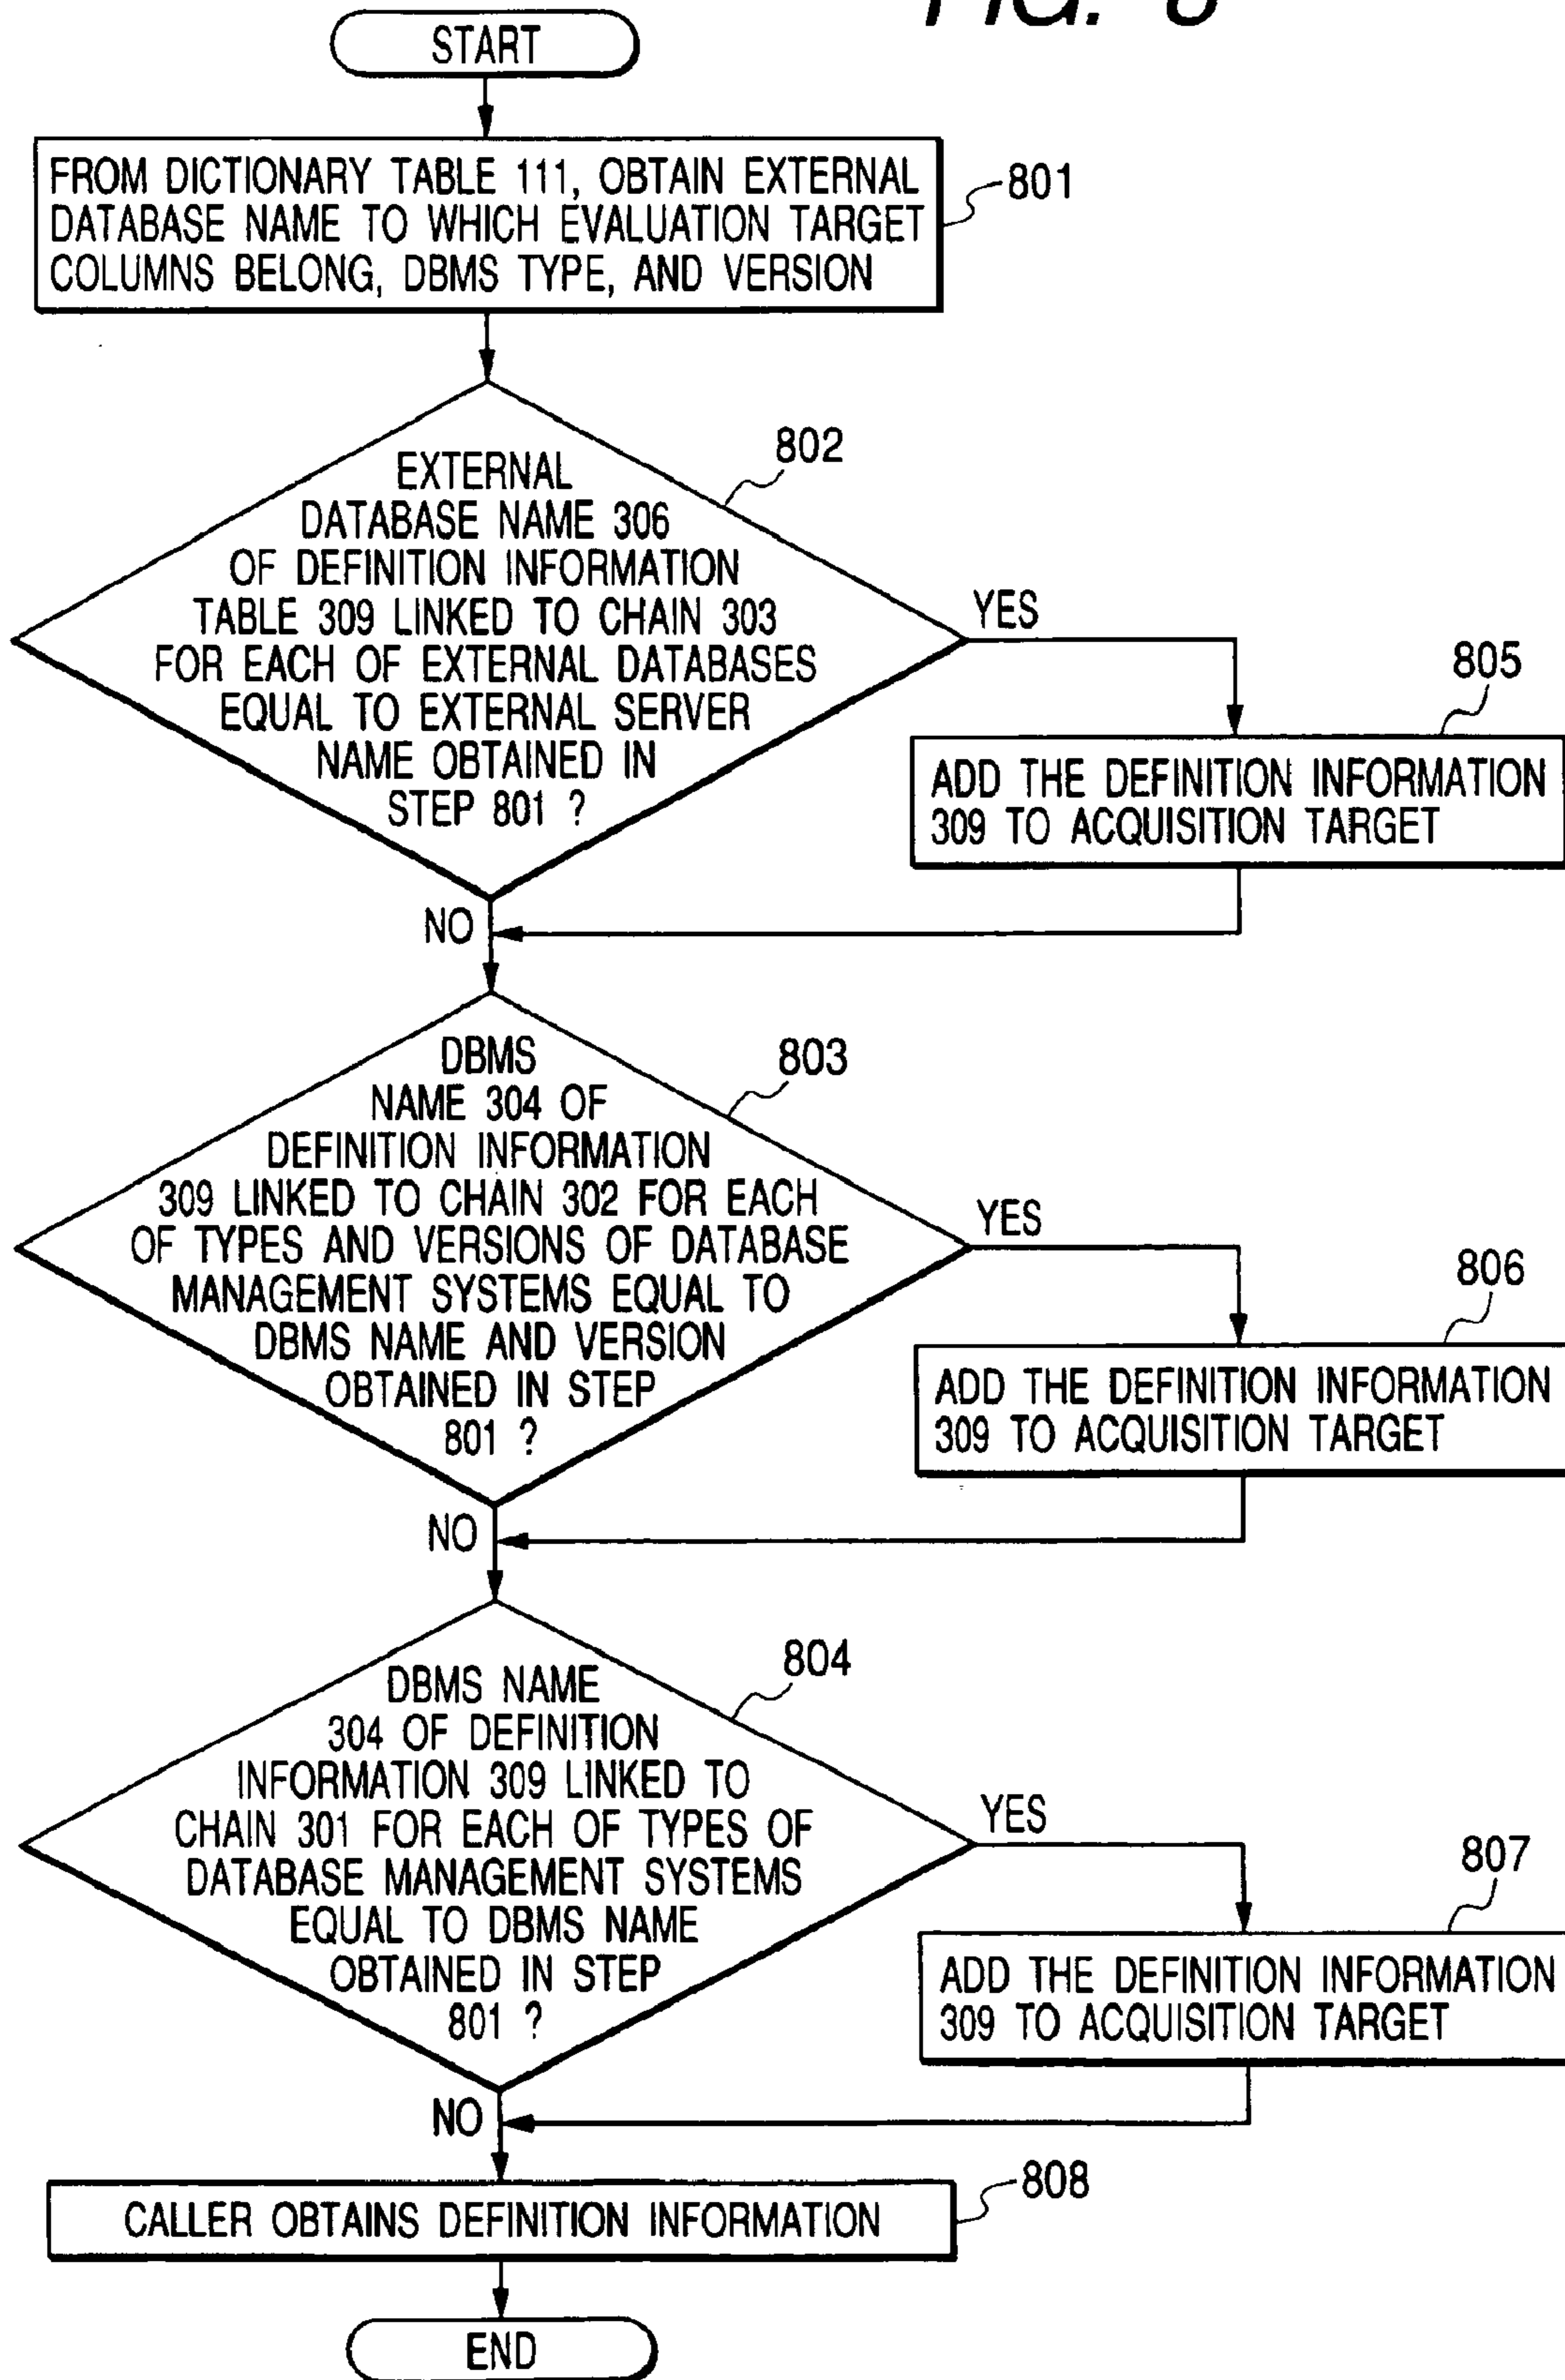 FIG.
START
FROM DICTIONARY TABLE 111, OBTAIN EXTERNAL
DATABASE NAME TO WHICH EVALUATION TARGET
COLUMNS BELONG, DBMS TYPE, AND VERSION
801
802
EXTERNAL
DATABASE NAME 306
OF DEFINITION INFORMATION
TABLE 309 LINKED TO CHAIN 303
FOR EACH OF EXTERNAL DATABASES
EQUAL TO EXTERNAL SERVER
NAME OBTAINED IN
STEP 801 ?
YES
805
ADD THE DEFINITION INFORMATION
309 TO ACQUISITION TARGET
NO
803
DBMS
NAME 304 OF
DEFINITION INFORMATION
309 LINKED TO CHAIN 302 FOR EACH
OF TYPES AND VERSIONS OF DATABASE
MANAGEMENT SYSTEMS EQUAL TO
DBMS NAME AND VERSION
OBTAINED IN STEP
801 ?
YES
806
ADD THE DEFINITION INFORMATION
309 TO ACQUISITION TARGET
NO
804
DBMS NAME
304 OF DEFINITION
INFORMATION 309 LINKED TO
CHAIN 301 FOR EACH OF TYPES OF
DATABASE MANAGEMENT SYSTEMS
EQUAL TO DBMS NAME
OBTAINED IN STEP
801 ?
YES
807
ADD THE DEFINITION INFORMATION
309 TO ACQUISITION TARGET
NO
CALLER OBTAINS DEFINITION INFORMATION
808
END